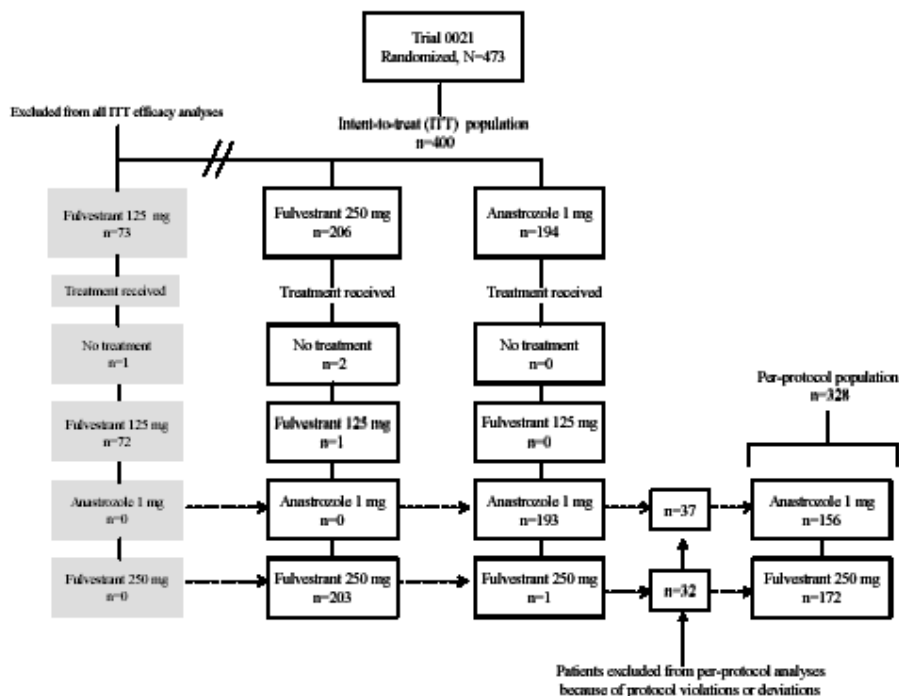 Trial 0021
Randomized, N=473
Excluded from all ITT efficacy analyses
Intent-to-treat (ITT) population
n=400
Fulvestrant 125 mg
n=73
Fulvestrant 250 mg
n=206
Anastrozole 1 mg
n=194
Treatment received
Treatment received
Treatment received
No treatment
n=1
No treatment
n=2
No treatment
n=0
Per-protocol population
n=328
Fulvestrant 125 mg
n=72
Fulvestrant 125 mg
n=1
Fulvestrant 125 mg
n=0
Anastrozole 1 mg
n=0
Anastrozole 1 mg
n=0
Anastrozole 1 mg
n=193
n=37
Anastrozole 1 mg
n=156
Fulvestrant 250 mg
n=0
Fulvestrant 250 mg
n=203
Fulvestrant 250 mg
n=1
n=32
Fulvestrant 250 mg
n=172
Patients excluded from per-protocol analyses
because of protocol violations or deviations